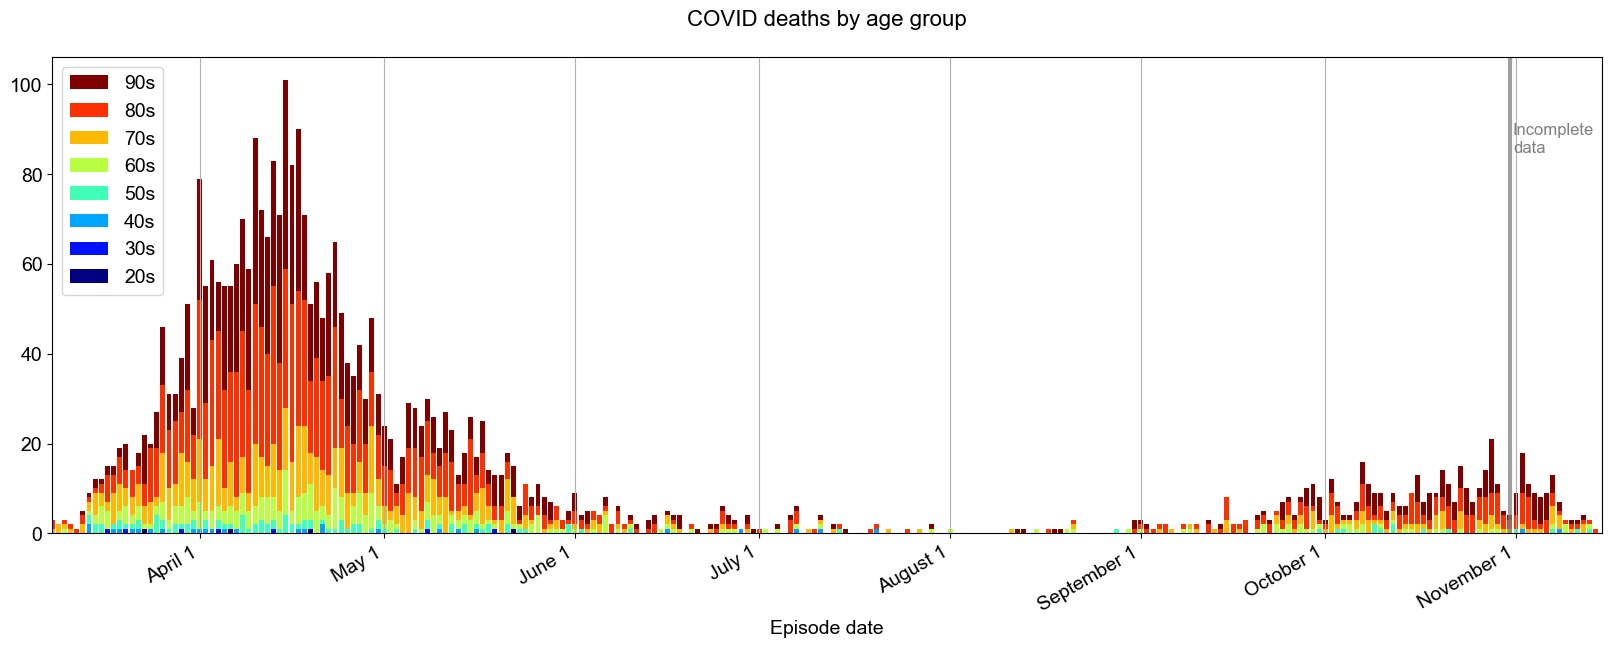 COVID deaths by age group
100
80
60
40
20
0
90s
80s
70s
60s
50s
40s
30s
20s
Incomplete
data
April 1
May 1
June 1
July 1
August 1
September 1
October 1
November 1
Episode date